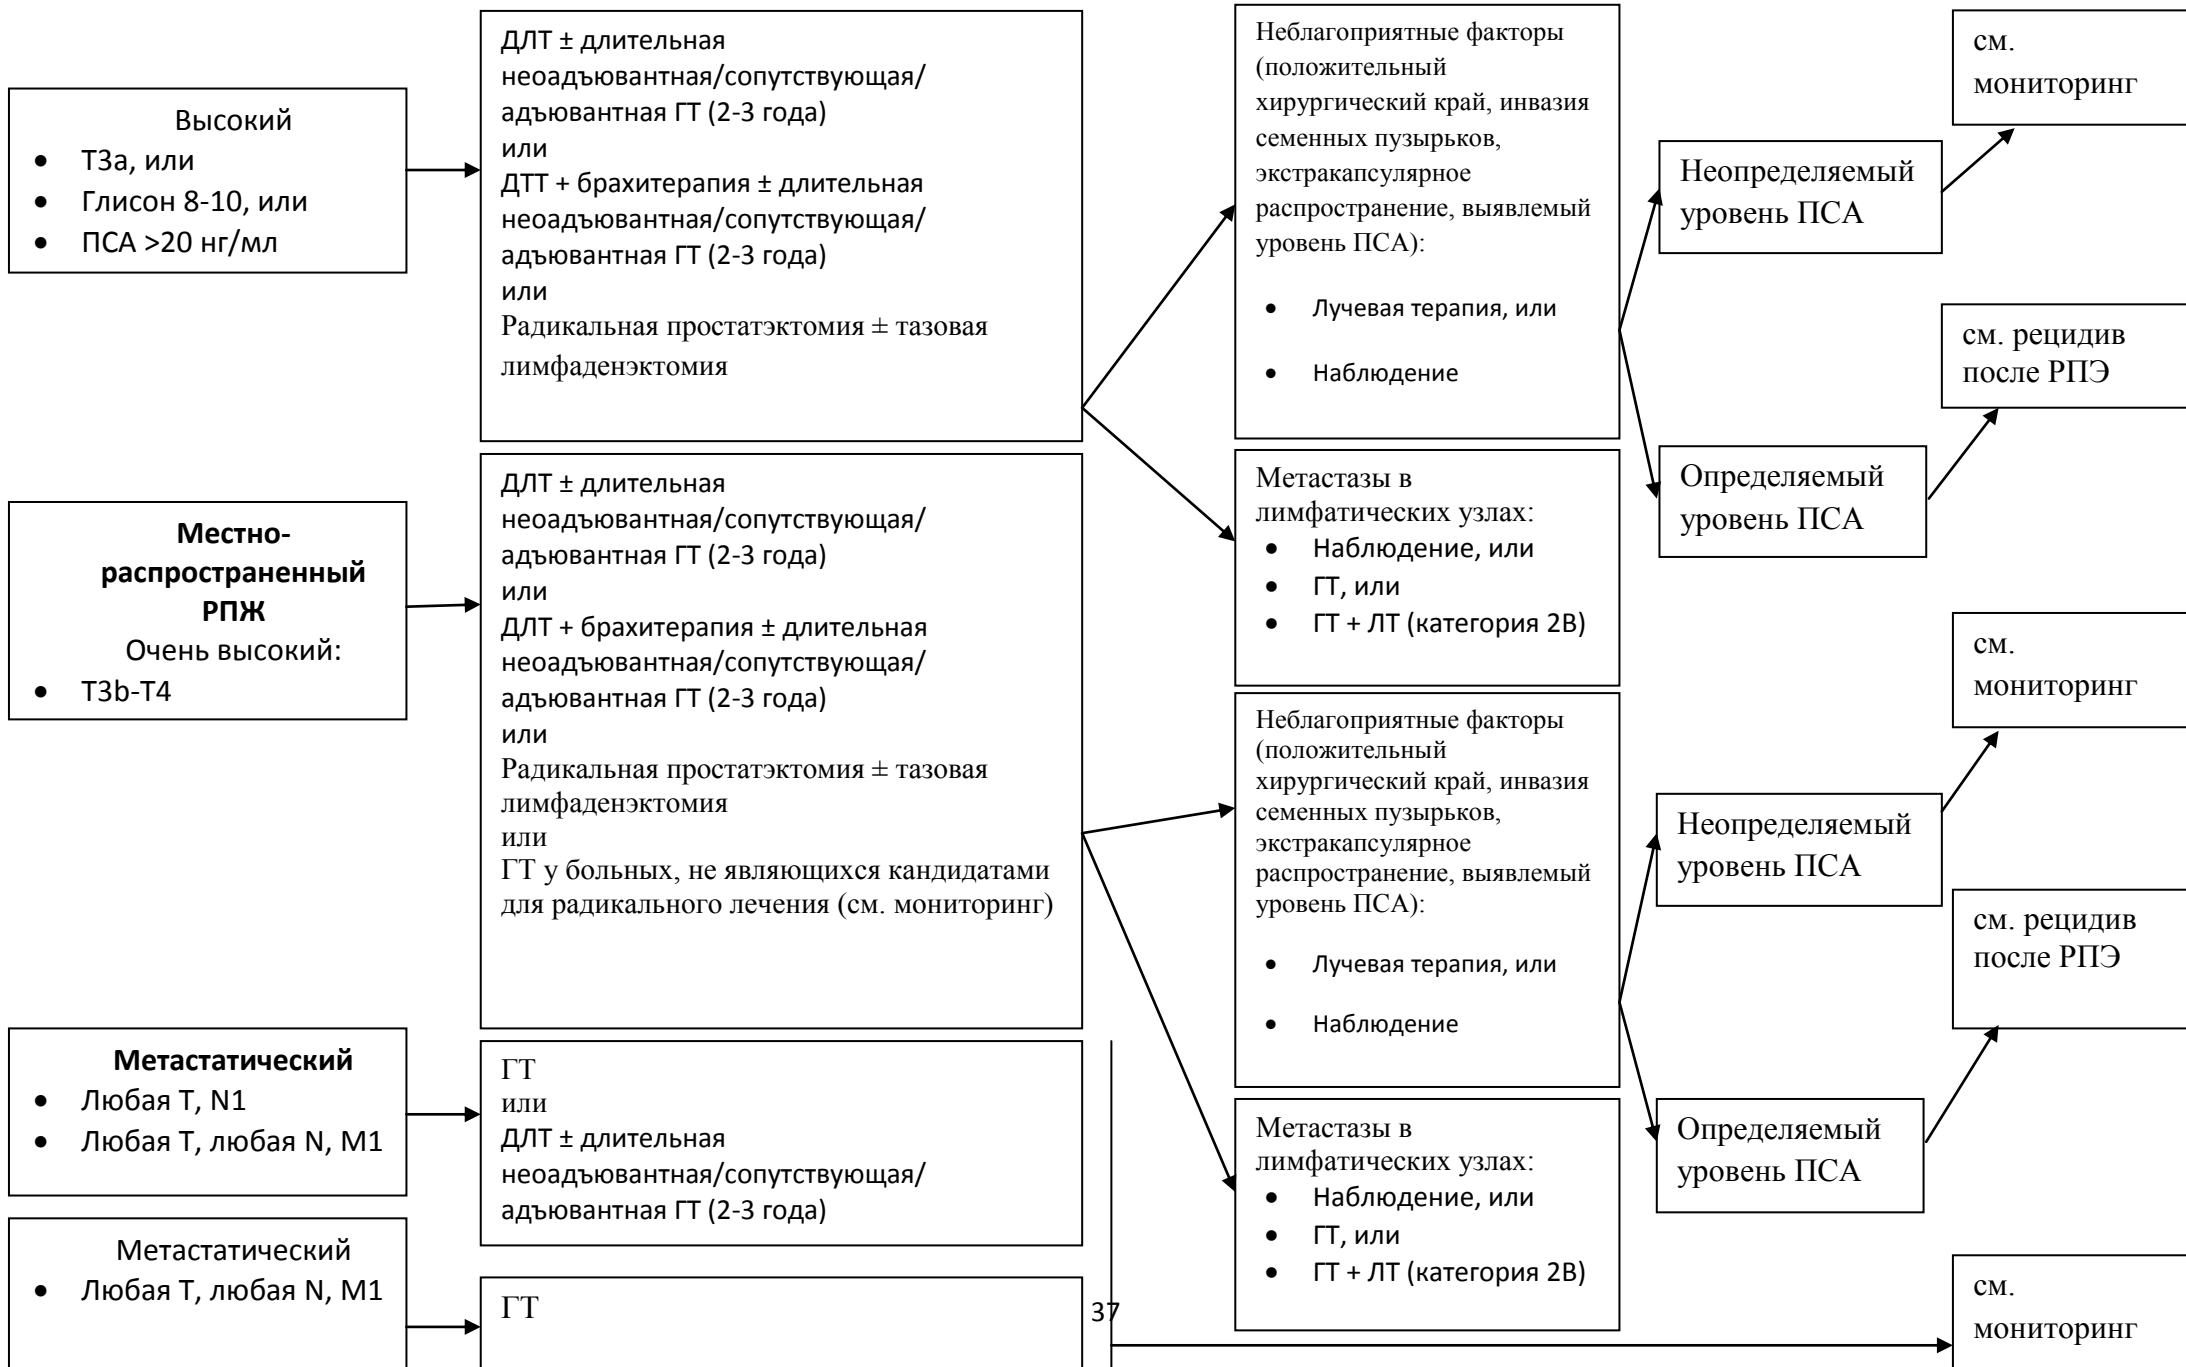 Высокий
• T3a, или
• Глисон 8-10, или
• ПСА >20 нг/мл
ДЛТ ± длительная
неоадъювантная/сопутствующая/
адъювантная ГТ (2-3 года)
или
ДТТ + брахитерапия ± длительная
неоадъювантная/сопутствующая/
адъювантная ГТ (2-3 года)
или
Радикальная простатэктомия ± тазовая
лимфаденэктомия
Неблагоприятные факторы
(положительный
хирургический край, инвазия
семенных пузырьков,
экстракапсулярное
распространение, выявлемый
уровень ПСА):
• Лучевая терапия, или
• Наблюдение
Метастазы в
лимфатических узлах:
• Наблюдение, или
• ГТ, или
• ГТ + ЛТ (категория 2В)
Неопределяемый
уровень ПСА
Определяемый
уровень ПСА
см.
мониторинг
см. рецидив
после РПЭ
Местно-
распространенный
РПЖ
Очень высокий:
• T3b-T4
ДЛТ ± длительная
неоадъювантная/сопутствующая/
адъювантная ГТ (2-3 года)
или
ДЛТ + брахитерапия ± длительная
неоадъювантная/сопутствующая/
адъювантная ГТ (2-3 года)
или
Радикальная простатэктомия ± тазовая
лимфаденэктомия
или
ГТ у больных, не являющихся кандидатами
для радикального лечения (см. мониторинг)
Неблагоприятные факторы
(положительный
хирургический край, инвазия
семенных пузырьков,
экстракапсулярное
распространение, выявлемый
уровень ПСА):
• Лучевая терапия, или
• Наблюдение
Метастазы в
лимфатических узлах:
• Наблюдение, или
• ГТ, или
• ГТ + ЛТ (категория 2В)
Неопределяемый
уровень ПСА
Определяемый
уровень ПСА
см.
мониторинг
см. рецидив
после РПЭ
Метастатический
• Любая T, N1
• Любая T, любая N, M1
ГТ
или
ДЛТ ± длительная
неоадъювантная/сопутствующая/
адъювантная ГТ (2-3 года)
Метастатический
• Любая T, любая N, M1
ГТ
37
см.
мониторинг